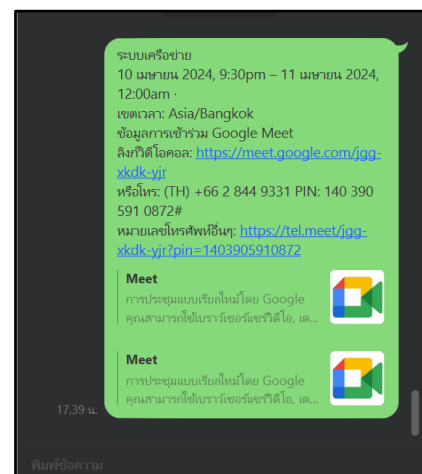 ระบบเครือข่าย
10 เมษายน 2024, 9:30pm – 11 เมษายน 2024,
12:00am ·
เขตเวลา: Asia/Bangkok
ข้อมูลการเข้าร่วม Google Meet
ลิงก์วิดีโอคอล: https://meet.google.com/jgg-
xkdk-yjr
หรือโทร: (TH) +66 2 844 9331 PIN: 140 390
591 0872#
หมายเลขโทรศัพท์อื่นๆ: https://tel.meet/jgg-
xkdk-yjr?pin=1403905910872
Meet
การประชุมแบบเรียลไทม์โดย Google
คุณสามารถใช้เบราว์เซอร์แชร์วิดีโอ, เด...
Meet
การประชุมแบบเรียลไทม์โดย Google
คุณสามารถใช้เบราว์เซอร์แชร์วิดีโอ, เด...
17.39 น.
พิมพ์ข้อความ